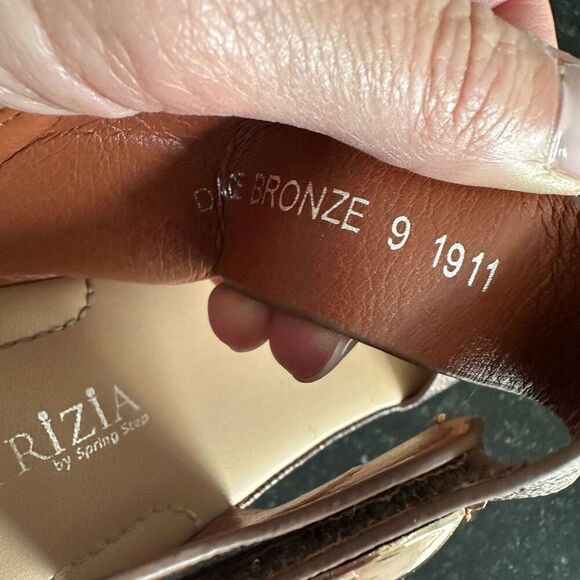 BRONZE 9 1911
RiZiA
by Spring Step